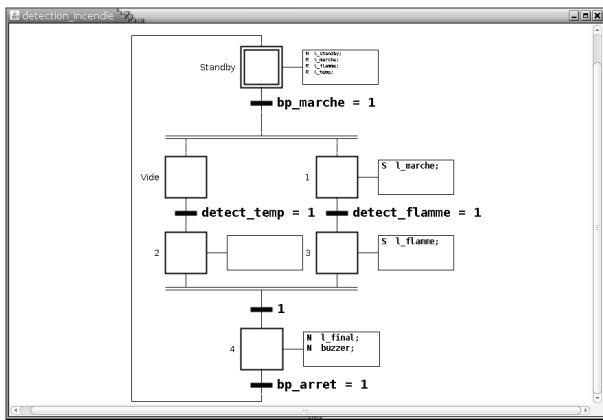 detection_incendie
Standby
N l_standby;
R l_marche;
R l_flamme;
R l_temp;
bp_marche = 1
Vide
1
S l_marche;
detect_temp = 1
detect_flamme = 1
2
3
S l_flamme;
1
4
N l_final;
N buzzer;
bp_arret = 1